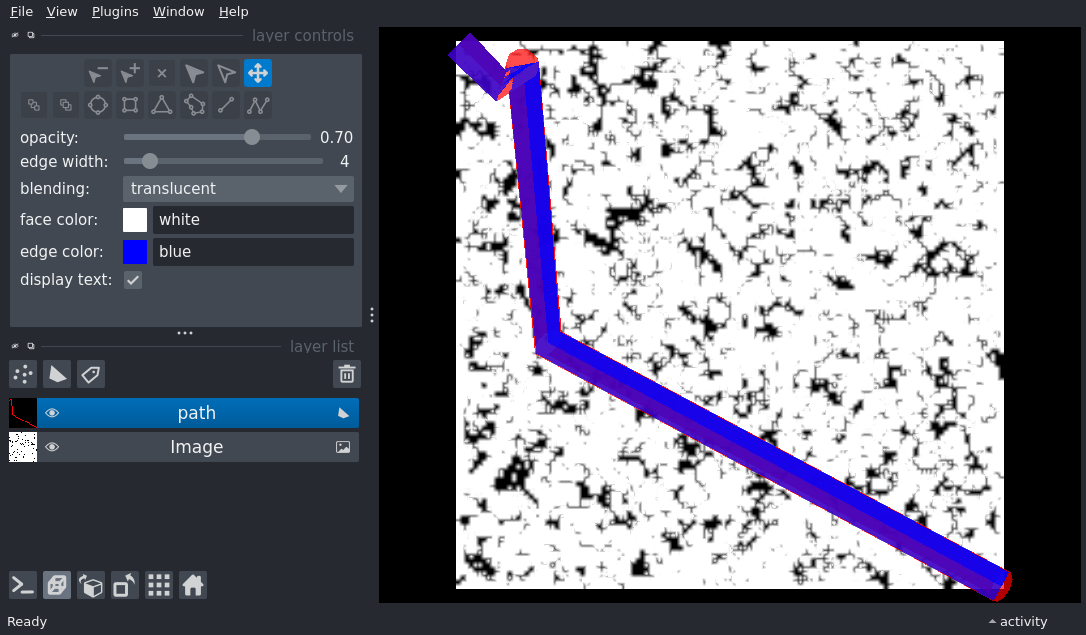 File View Plugins Window Help
layer controls
opacity: 0.70
edge width: 4
blending: translucent
face color: white
edge color: blue
display text:
layer list
path
Image
Ready
activity